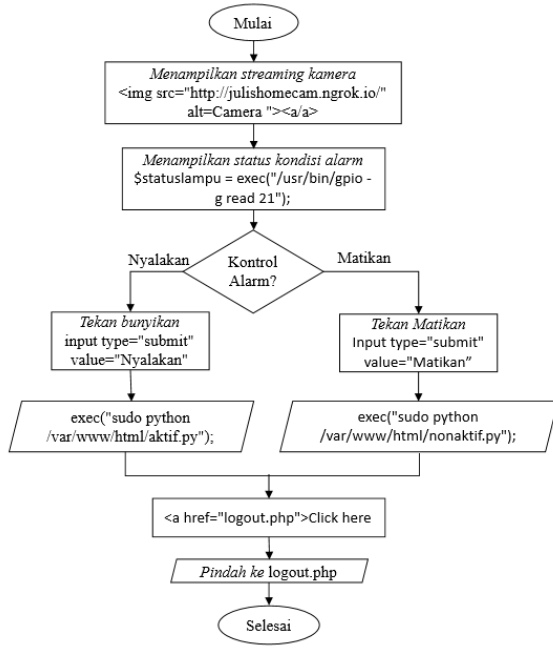 Mulai
Menampilkan streaming kamera
<img src="http://julishomecam.ngrok.io/"
alt=Camera "><a/a>
Menampilkan status kondisi alarm
$statuslampu = exec("/usr/bin/gpio -
g read 21");
Nyalakan
Kontrol
Alarm?
Matikan
Tekan bunyikan
input type="submit"
value="Nyalakan"
Tekan Matikan
Input type="submit"
value="Matikan”
exec("sudo python
/var/www/html/aktif.py");
exec("sudo python
/var/www/html/nonaktif.py");
<a href="logout.php">Click here
Pindah ke logout.php
Selesai